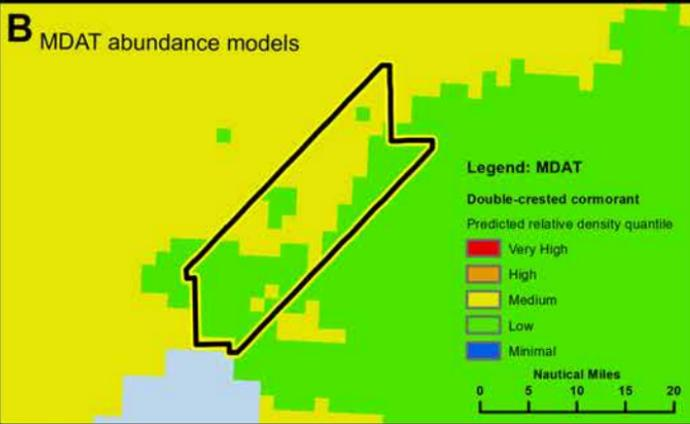 B MDAT abundance models
Legend: MDAT
Double-crested cormorant
Predicted relative density quantile
Very High
High
Medium
Low
Minimal
Nautical Miles
0 5 10 15 20